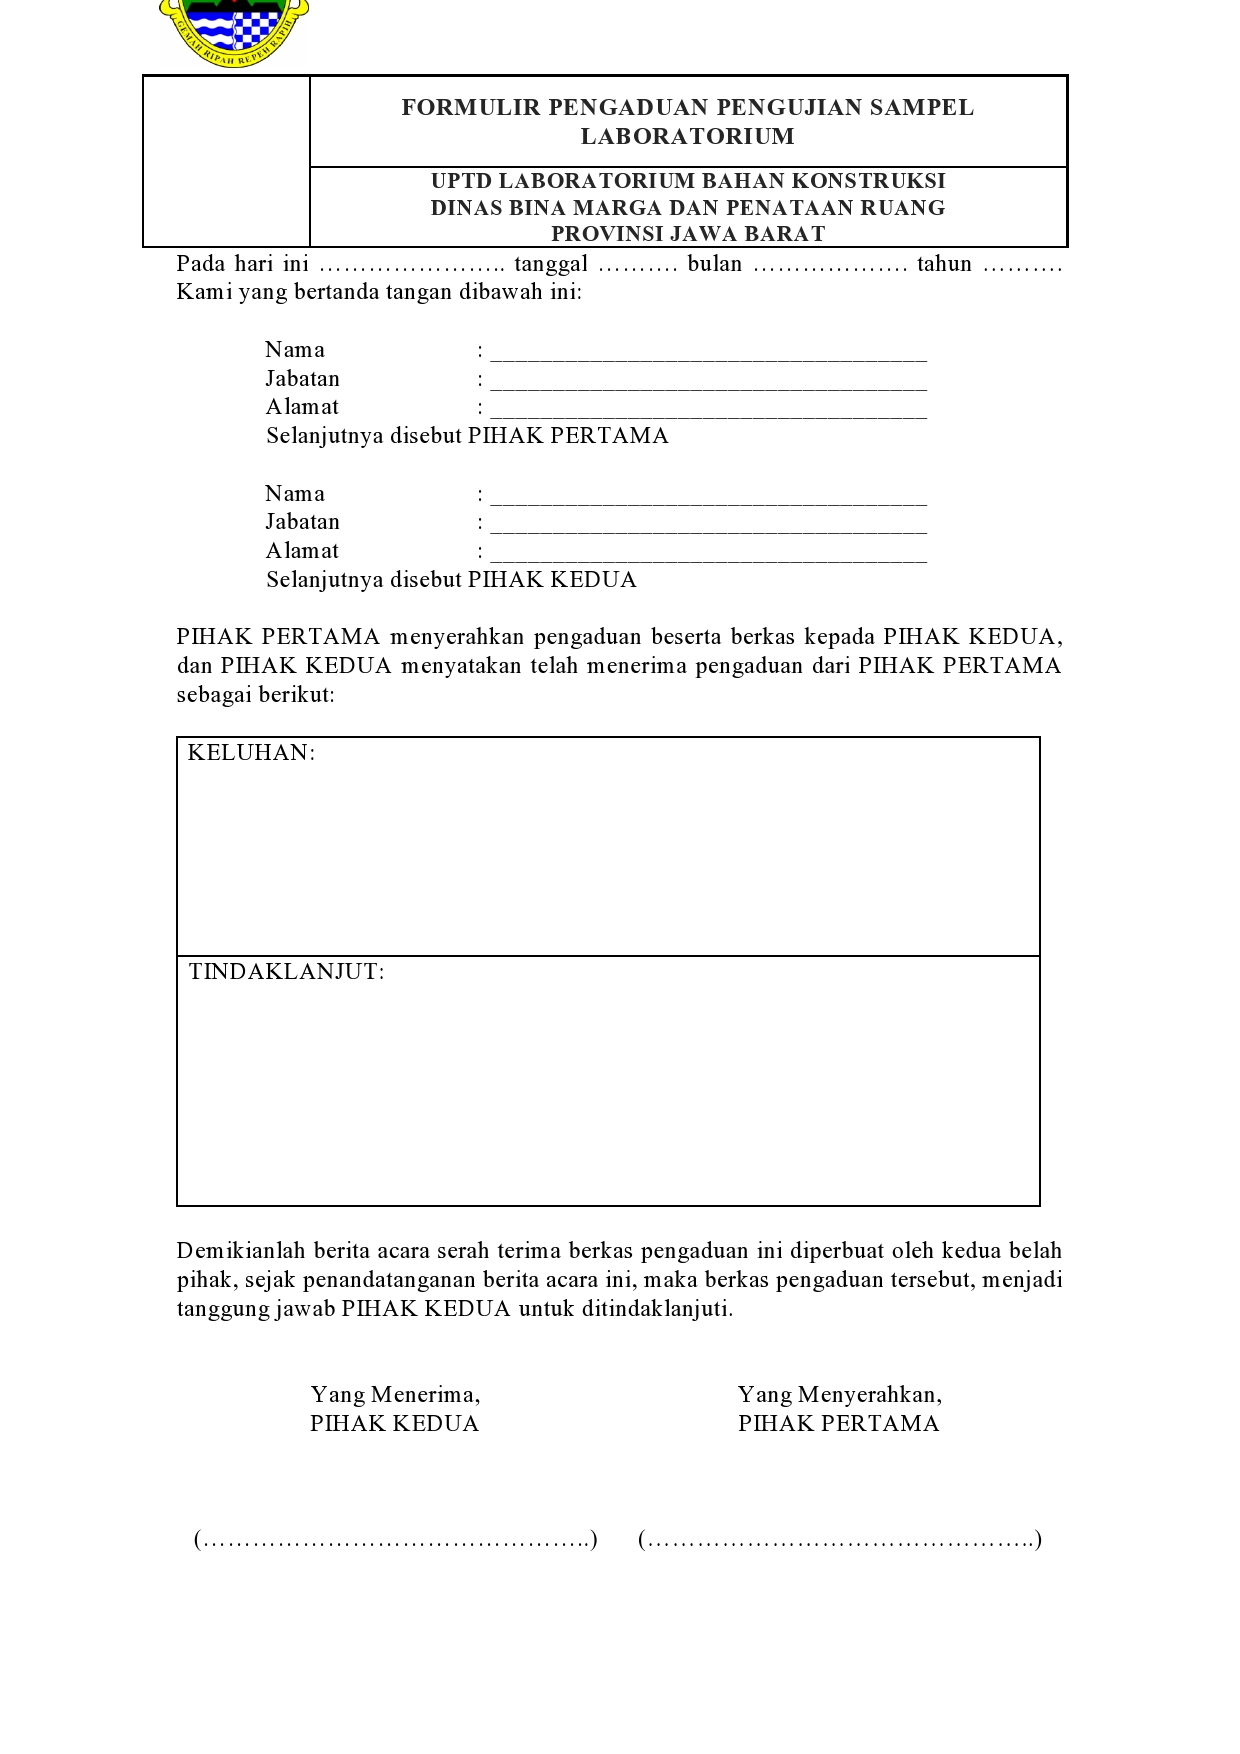 GEMAH RIPAH REPEH RAPIH
FORMULIR PENGADUAN PENGUJIAN SAMPEL
LABORATORIUM
UPTD LABORATORIUM BAHAN KONSTRUKSI
DINAS BINA MARGA DAN PENATAAN RUANG
PROVINSI JAWA BARAT
Pada hari ini ………………….. tanggal ………. bulan ………………. tahun ……….
Kami yang bertanda tangan dibawah ini:
Nama : ___________________________________
Jabatan : ___________________________________
Alamat : ___________________________________
Selanjutnya disebut PIHAK PERTAMA
Nama : ___________________________________
Jabatan : ___________________________________
Alamat : ___________________________________
Selanjutnya disebut PIHAK KEDUA
PIHAK PERTAMA menyerahkan pengaduan beserta berkas kepada PIHAK KEDUA,
dan PIHAK KEDUA menyatakan telah menerima pengaduan dari PIHAK PERTAMA
sebagai berikut:
KELUHAN:
TINDAKLANJUT:
Demikianlah berita acara serah terima berkas pengaduan ini diperbuat oleh kedua belah
pihak, sejak penandatanganan berita acara ini, maka berkas pengaduan tersebut, menjadi
tanggung jawab PIHAK KEDUA untuk ditindaklanjuti.
Yang Menerima, Yang Menyerahkan,
PIHAK KEDUA PIHAK PERTAMA
(………………………………………..) (………………………………………..)